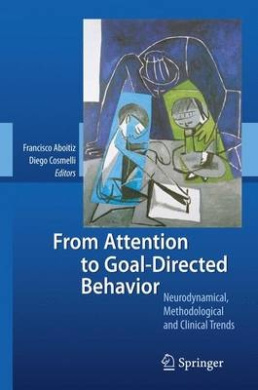 Francisco Aboitiz
Diego Cosmelli
Editors
From Attention
to Goal-Directed
Behavior
Neurodynamical,
Methodological
and Clinical Trends
Springer